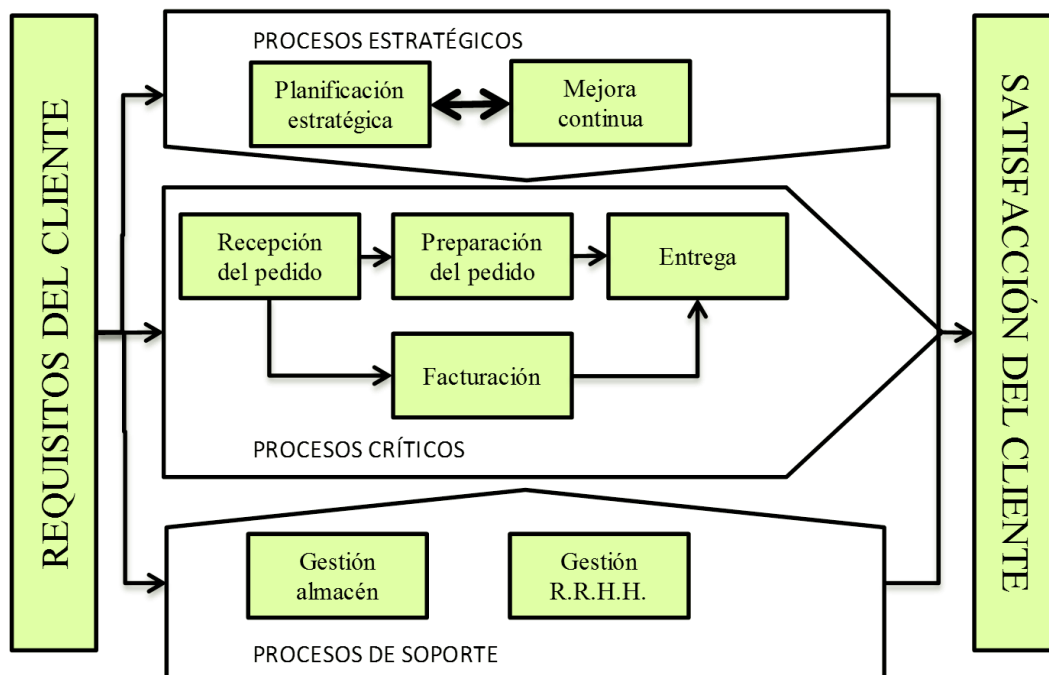 REQUISITOS DEL CLIENTE
PROCESOS ESTRATÉGICOS
Planificación
estratégica
Mejora
continua
Recepción
del pedido
Preparación
del pedido
Entrega
Facturación
PROCESOS CRÍTICOS
Gestión
almacén
Gestión
R.R.H.H.
PROCESOS DE SOPORTE
SATISFACCIÓN DEL CLIENTE